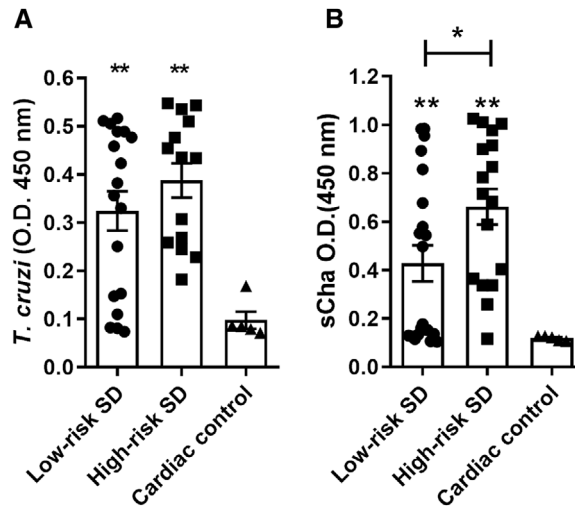 A
T. cruzi (O.D. 450 nm)
0.6
0.5
0.4
0.3
0.2
0.1
0.0
**
**
Low-risk SD
High-risk SD
Cardiac control
B
sCha O.D.(450 nm)
1.2
1.0
0.8
0.6
0.4
0.2
0.0
*
**
**
Low-risk SD
High-risk SD
Cardiac control